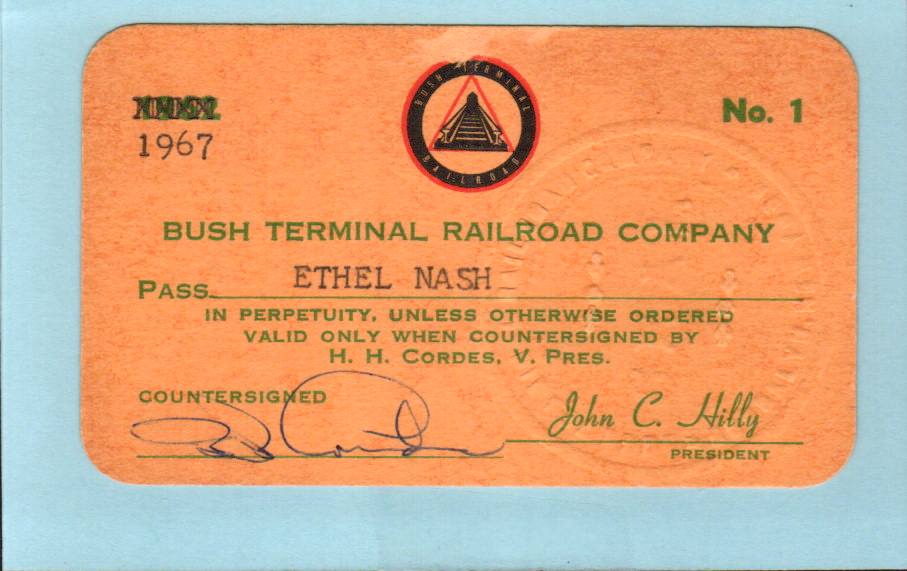 BUSH TERMINAL
RAILROAD
No. 1
1967
BUSH TERMINAL RAILROAD COMPANY
PASS ETHEL NASH
IN PERPETUITY, UNLESS OTHERWISE ORDERED
VALID ONLY WHEN COUNTERSIGNED BY
H. H. CORDES, V. PRES.
COUNTERSIGNED
John C. Hilly
PRESIDENT